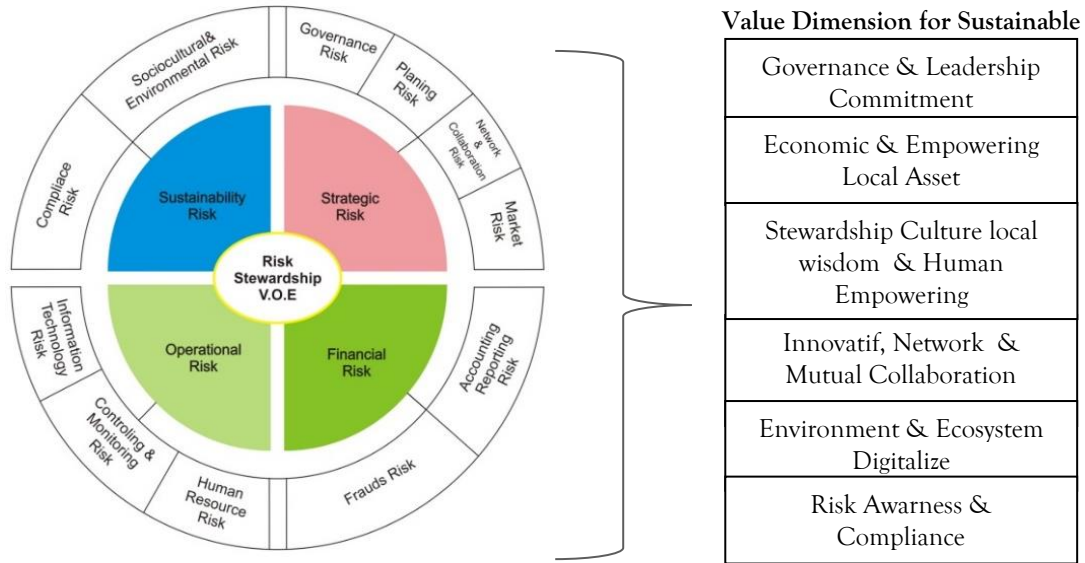 Sociocultural&
Environmental Risk
Governance
Risk
Planing
Risk
Network
&
Collaboration
Risk
Market
Risk
Compliace
Risk
Sustainability
Risk
Strategic
Risk
Risk
Stewardship
V.O.E
Operational
Risk
Financial
Risk
Information
Technology
Risk
Controling &
Monitoring
Risk
Human
Resource
Risk
Frauds Risk
Accounting
Reporting
Risk
Value Dimension for Sustainable
Governance & Leadership
Commitment
Economic & Empowering
Local Asset
Stewardship Culture local
wisdom & Human
Empowering
Innovatif, Network &
Mutual Collaboration
Environment & Ecosystem
Digitalize
Risk Awarness &
Compliance